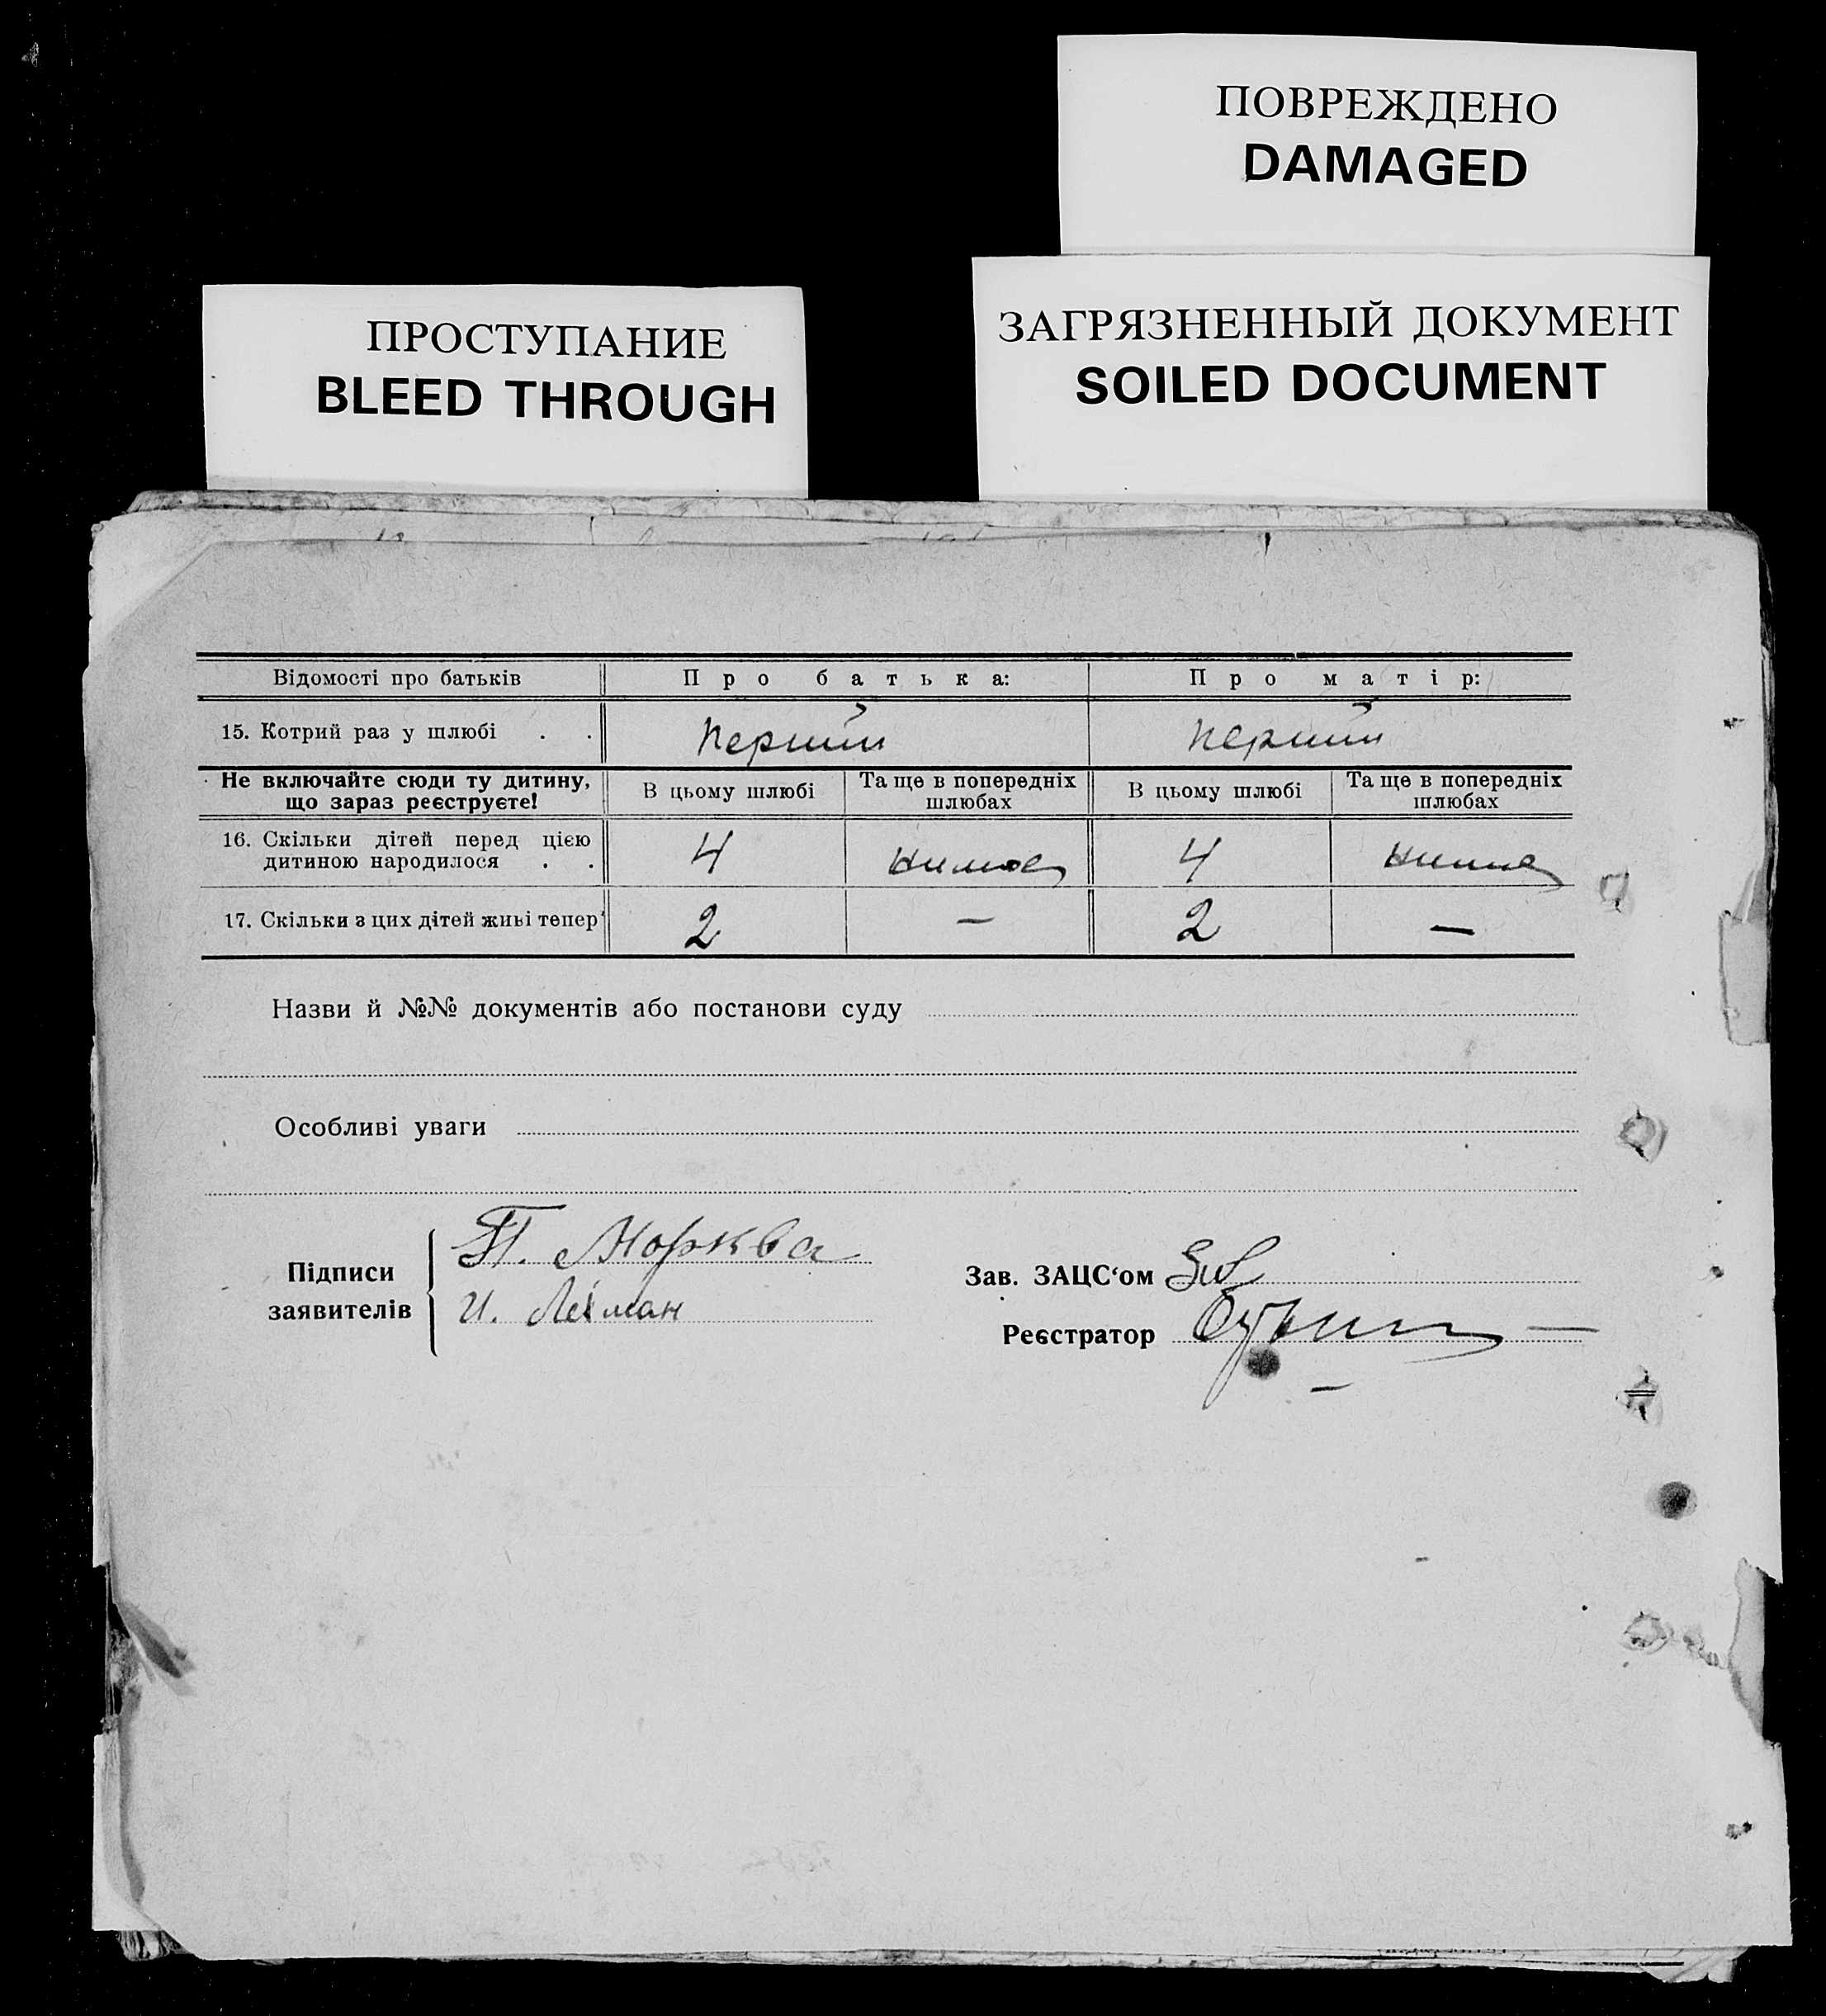 ПОВРЕЖДЕНО
DAMAGED
ПРОСТУПАНИЕ
BLEED THROUGH
ЗАГРЯЗНЕННЫЙ ДОКУМЕНТ
SOILED DOCUMENT
Відомості про батьків Про батька: Про матір:
15. Котрий раз у шлюбі . . перший перший
Не включайте сюди ту дитину, що зараз реєструєте! В цьому шлюбі Та ще в попередніх шлюбах В цьому шлюбі Та ще в попередніх шлюбах
16. Скільки дітей перед цією
дитиною народилося . . 4 нима 4 нима
17. Скільки з цих дітей живі тепер 2 — 2 —
Назви й №№ документів або постанови суду
Особливі уваги
Підписи заявителів
П. Морква
И. Лейман
Зав. ЗАЦС‘ом
Реєстратор